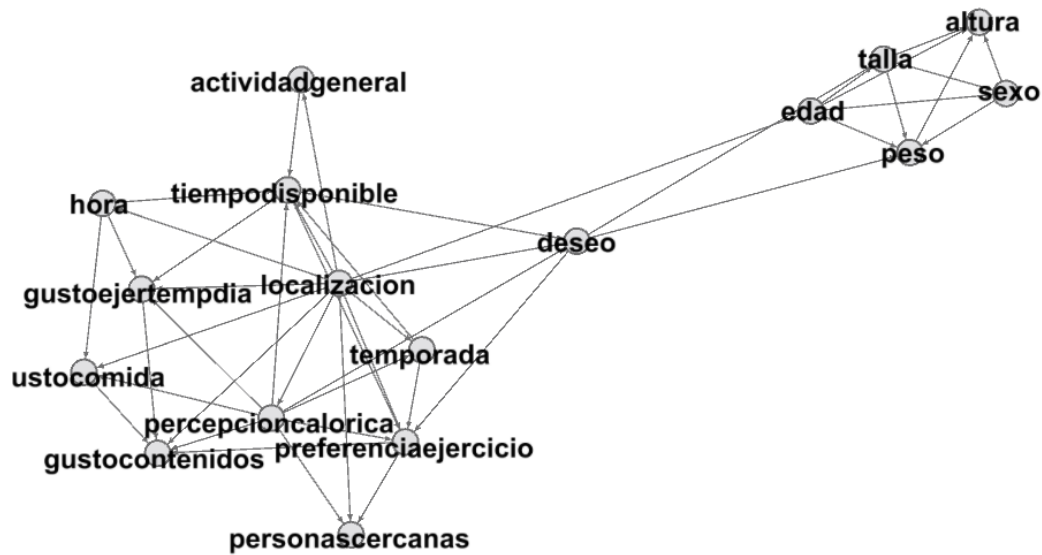 altura
talla
actividadgeneral
sexo
edad
peso
tiempodisponible
hora
deseo
localizacion
gustoejertempdia
temporada
ustocomida
percepcioncalorica
preferenciaejercicio
gustocontenidos
personascercanas